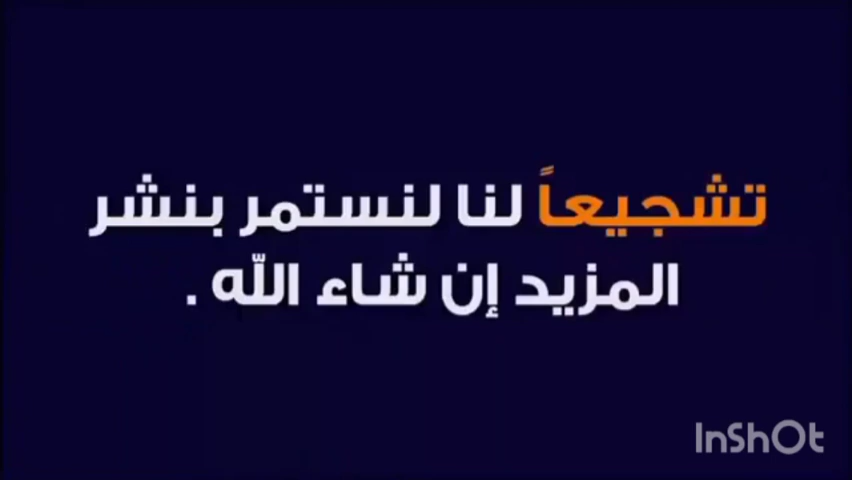 تشجيعاً لنا لنستمر بنشر
المزيد إن شاء الله .
InShOt